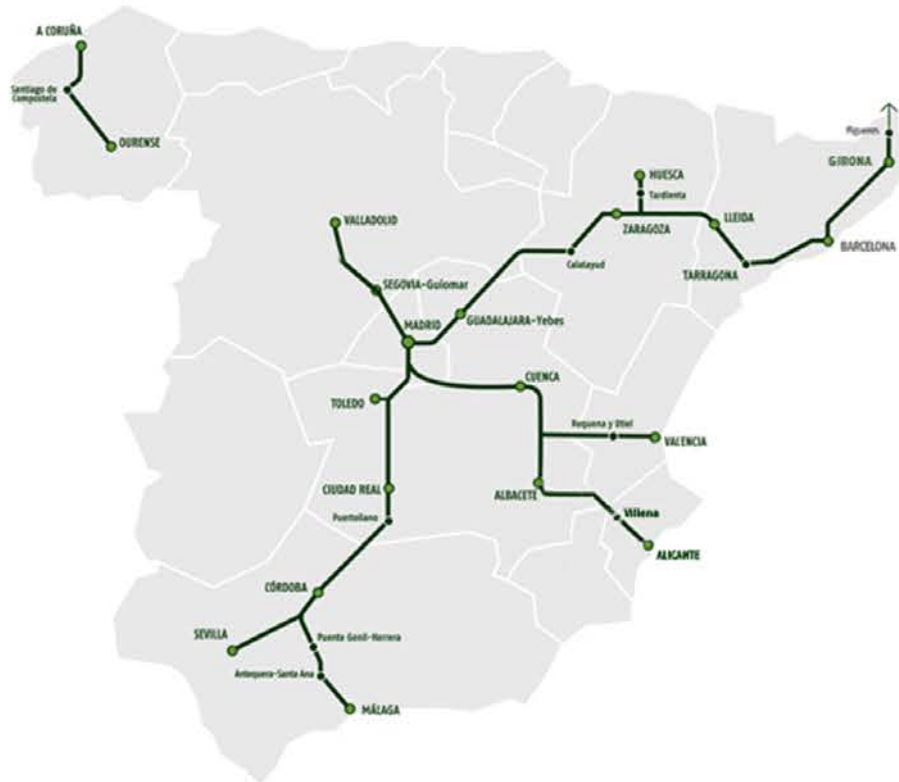 A CORUÑA
Santiago de
Compostela
OURENSE
Figueres
GIRONA
HUESCA
Tardienta
VALLADOLID
ZARAGOZA
LLEIDA
BARCELONA
Calatayud
TARRAGONA
SEGOVIA-Guiomar
GUADALAJARA-Yebes
MADRID
CUENCA
TOLEDO
Requena y Utiel
VALENCIA
CIUDAD REAL
ALBACETE
Puertollano
Villena
ALICANTE
CÓRDOBA
SEVILLA
Puente Genil-Herrera
Antequera-Santa Ana
MÁLAGA